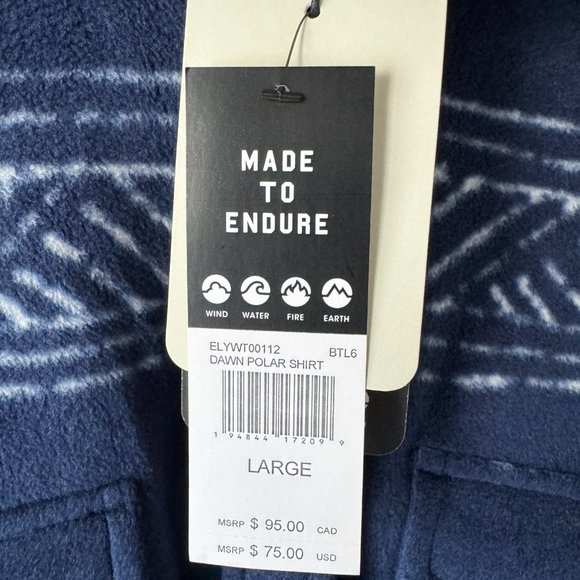 MADE
TO
ENDURE
WIND WATER FIRE EARTH
ELYWT00112 BTL6
DAWN POLAR SHIRT
1 94844 17209 9
LARGE
MSRP $ 95.00 CAD
MSRP $ 75.00 USD